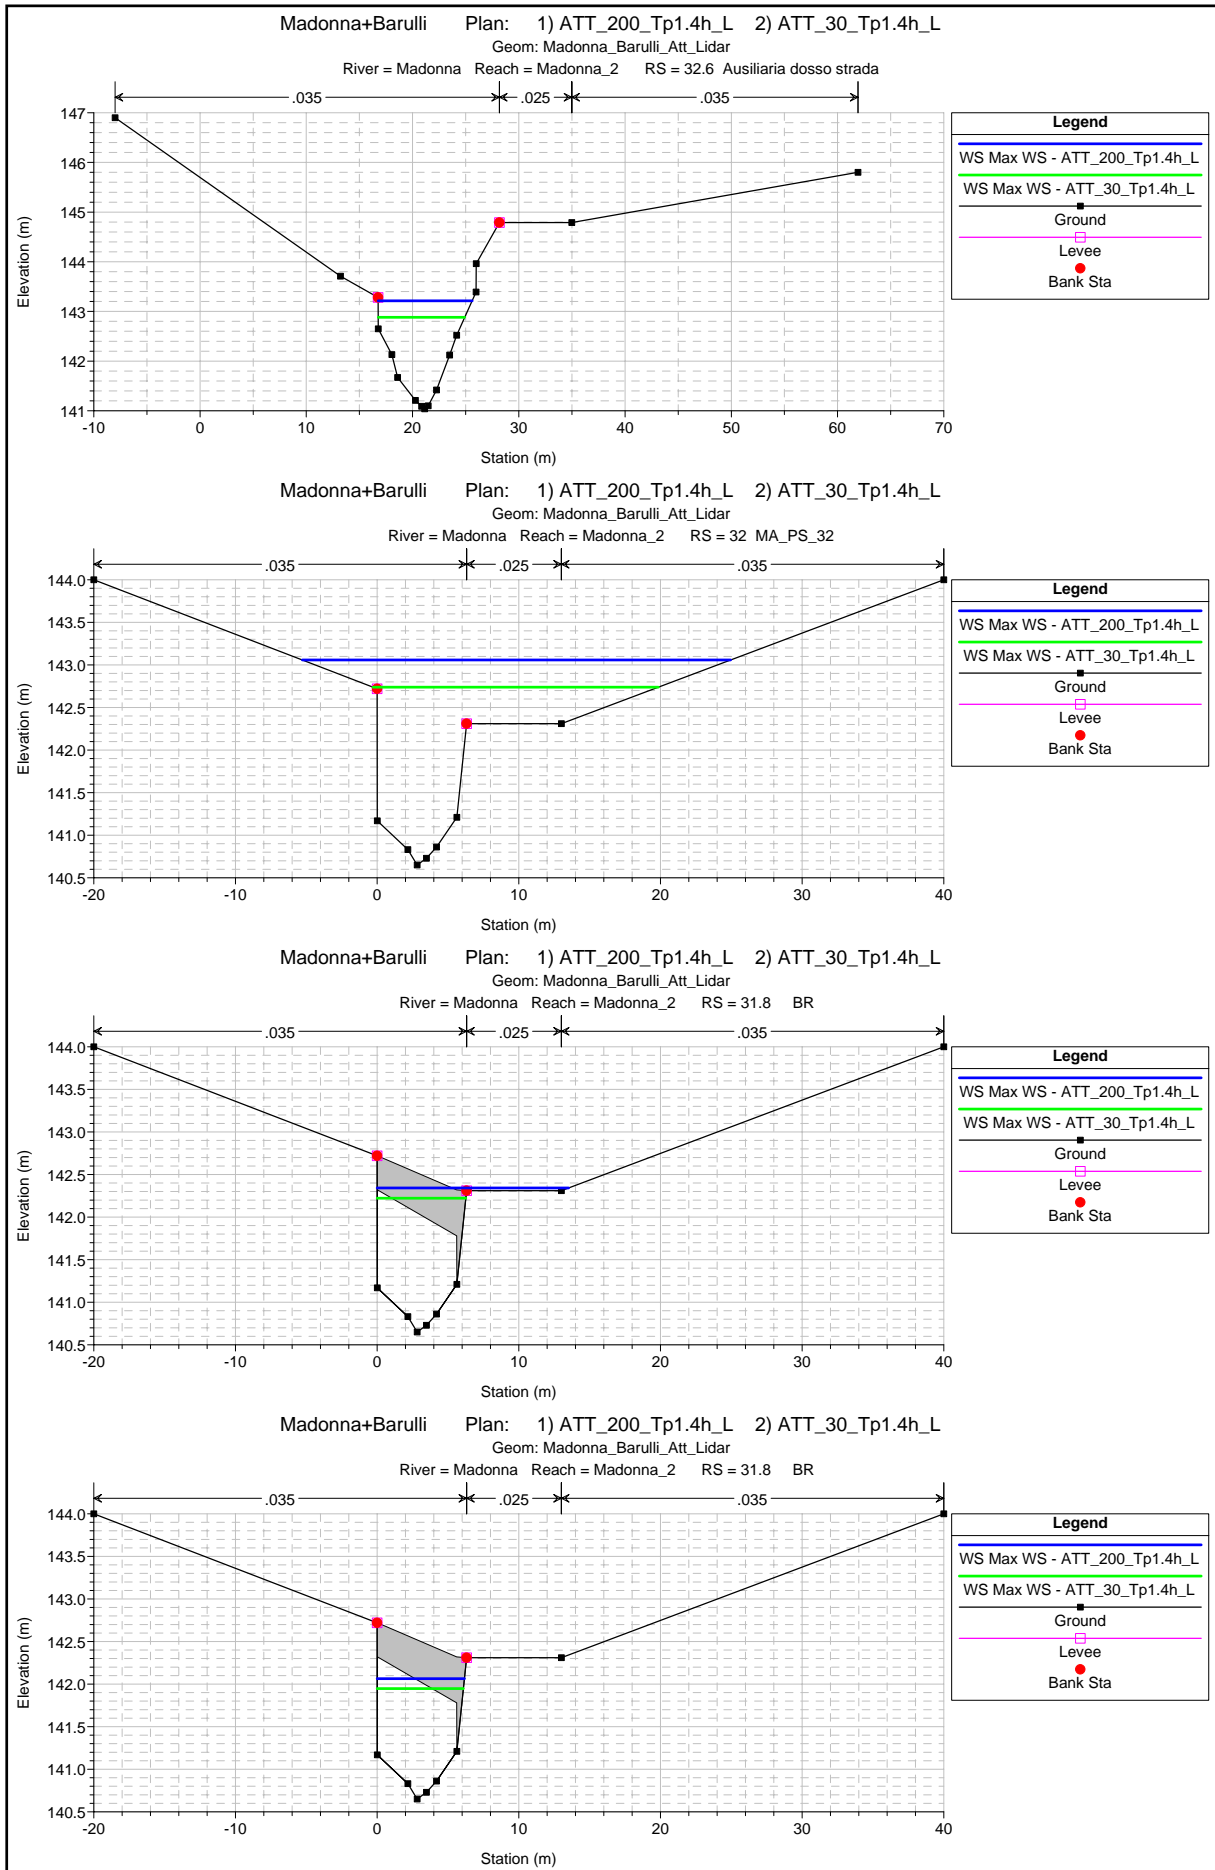 Madonna+Barulli Plan: 1) ATT_200_Tp1.4h_L 2) ATT_30_Tp1.4h_L
Geom: Madonna_Barulli_Att_Lidar
River = Madonna Reach = Madonna_2 RS = 32.6 Ausiliaria dosso strada
.035 .025 .035
147
146
145
144
143
142
141
-10 0 10 20 30 40 50 60 70
Station (m)
Elevation (m)
Legend
WS Max WS - ATT_200_Tp1.4h_L
WS Max WS - ATT_30_Tp1.4h_L
Ground
Levee
Bank Sta
Madonna+Barulli Plan: 1) ATT_200_Tp1.4h_L 2) ATT_30_Tp1.4h_L
Geom: Madonna_Barulli_Att_Lidar
River = Madonna Reach = Madonna_2 RS = 32 MA_PS_32
.035 .025 .035
144.0
143.5
143.0
142.5
142.0
141.5
141.0
140.5
-20 -10 0 10 20 30 40
Station (m)
Elevation (m)
Legend
WS Max WS - ATT_200_Tp1.4h_L
WS Max WS - ATT_30_Tp1.4h_L
Ground
Levee
Bank Sta
Madonna+Barulli Plan: 1) ATT_200_Tp1.4h_L 2) ATT_30_Tp1.4h_L
Geom: Madonna_Barulli_Att_Lidar
River = Madonna Reach = Madonna_2 RS = 31.8 BR
.035 .025 .035
144.0
143.5
143.0
142.5
142.0
141.5
141.0
140.5
-20 -10 0 10 20 30 40
Station (m)
Elevation (m)
Legend
WS Max WS - ATT_200_Tp1.4h_L
WS Max WS - ATT_30_Tp1.4h_L
Ground
Levee
Bank Sta
Madonna+Barulli Plan: 1) ATT_200_Tp1.4h_L 2) ATT_30_Tp1.4h_L
Geom: Madonna_Barulli_Att_Lidar
River = Madonna Reach = Madonna_2 RS = 31.8 BR
.035 .025 .035
144.0
143.5
143.0
142.5
142.0
141.5
141.0
140.5
-20 -10 0 10 20 30 40
Station (m)
Elevation (m)
Legend
WS Max WS - ATT_200_Tp1.4h_L
WS Max WS - ATT_30_Tp1.4h_L
Ground
Levee
Bank Sta